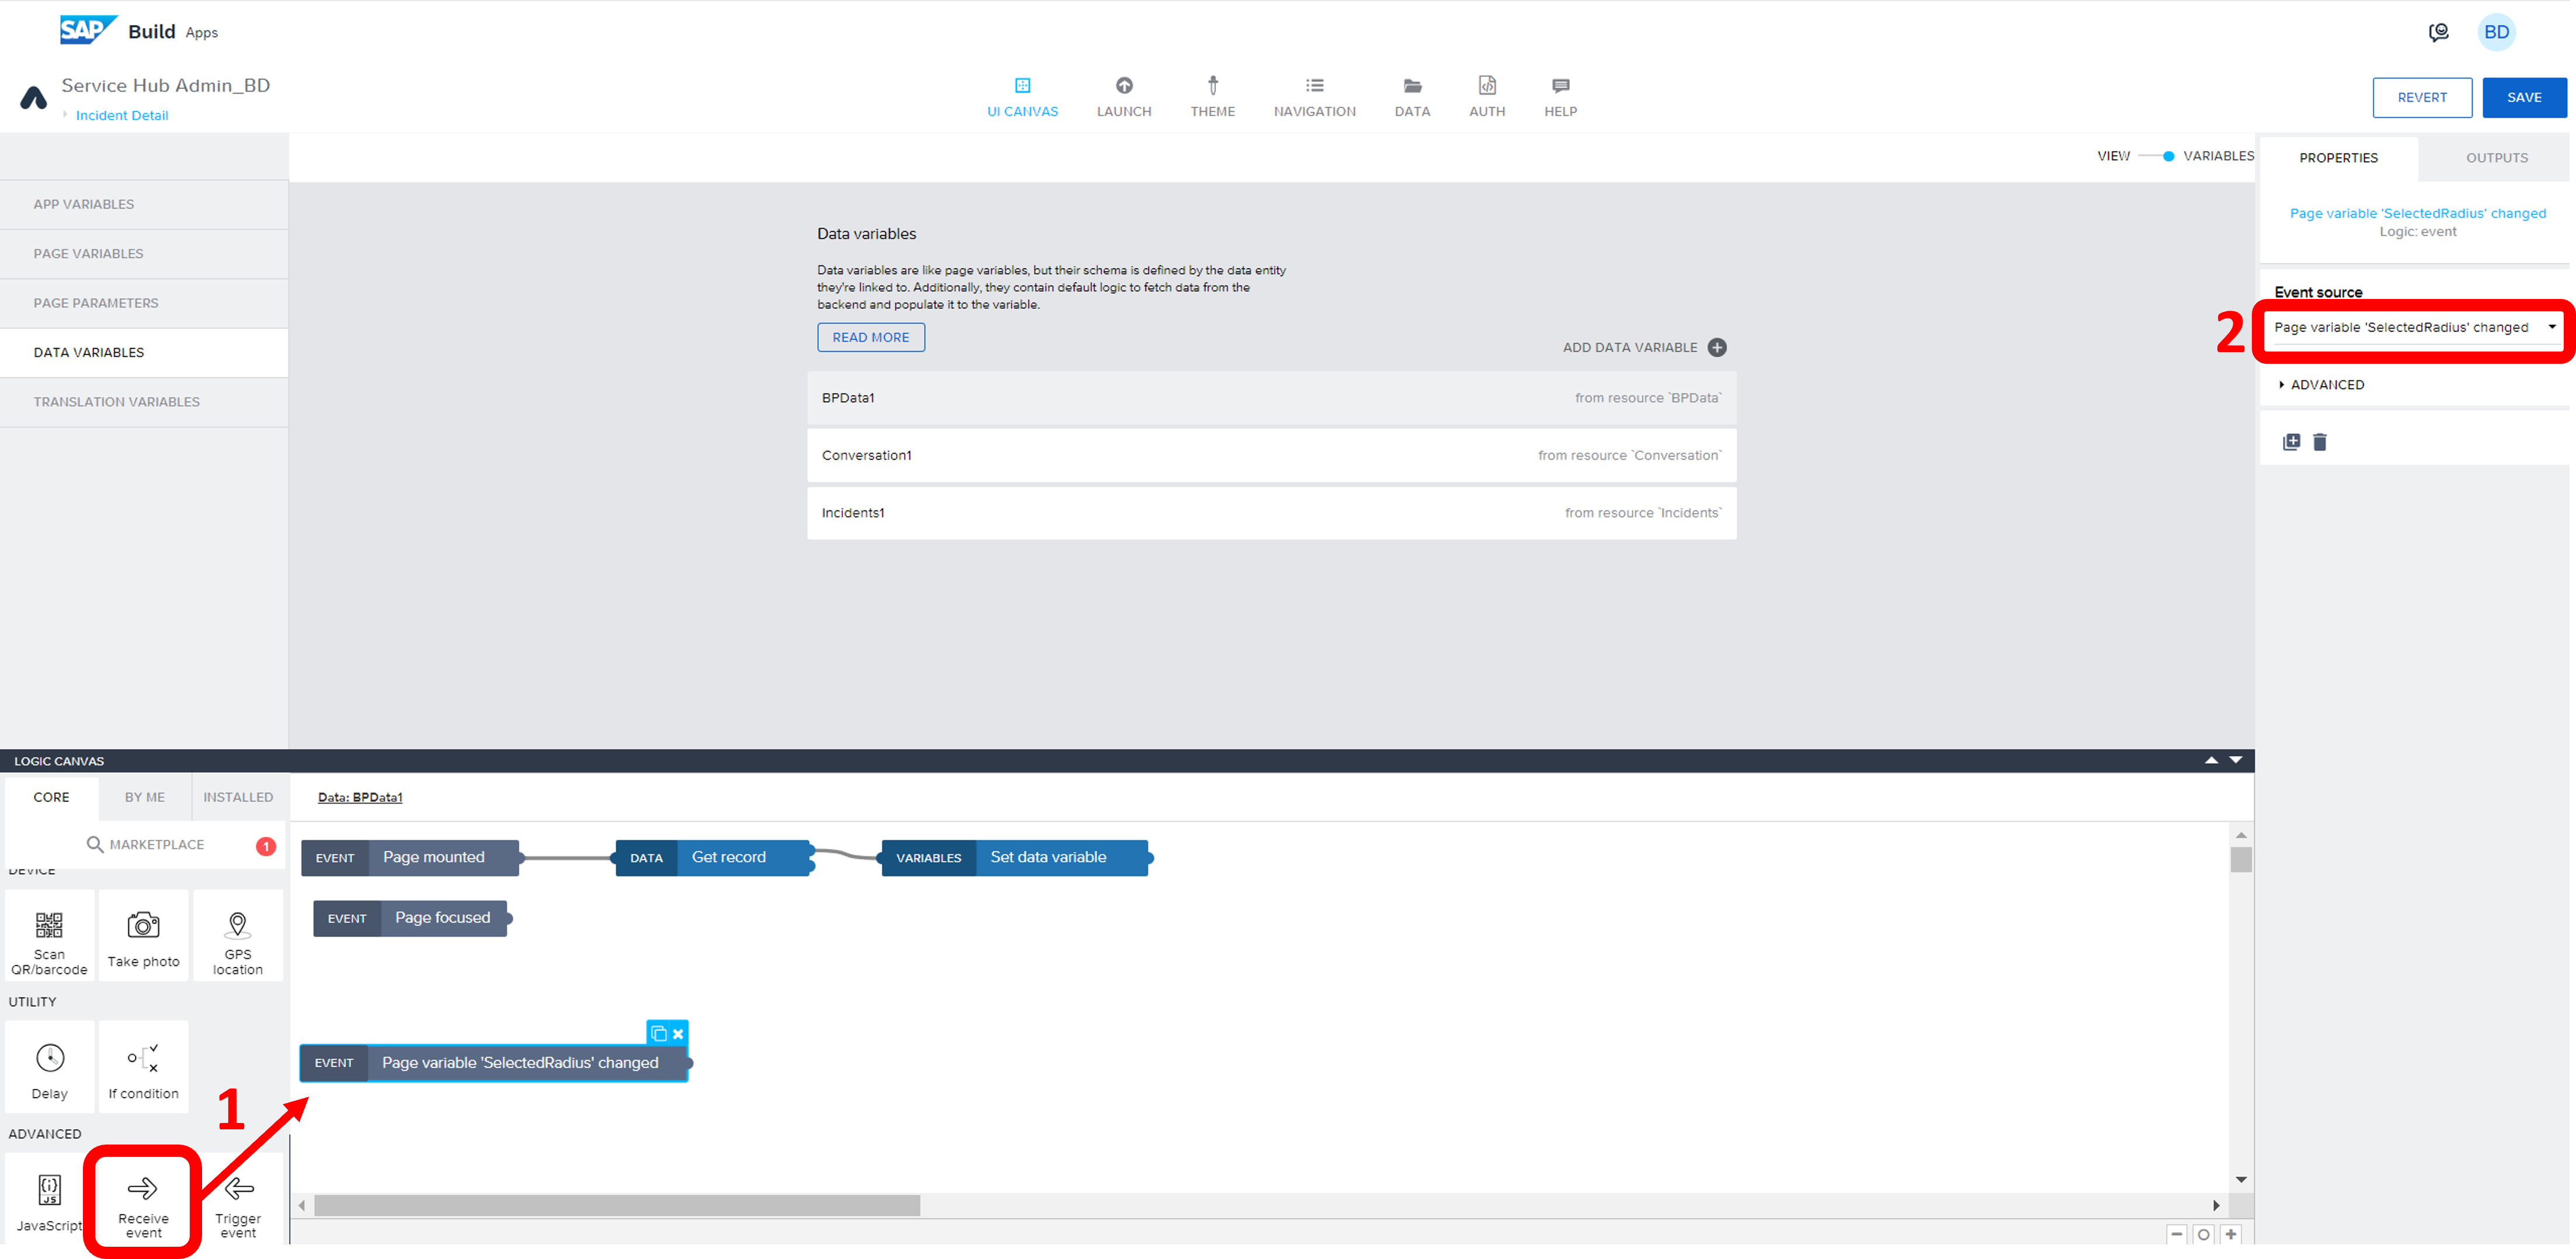 SAP Build Apps
BD
Service Hub Admin_BD
Incident Detail
UI CANVAS
LAUNCH
THEME
NAVIGATION
DATA
AUTH
HELP
REVERT
SAVE
VIEW
VARIABLES
PROPERTIES
OUTPUTS
APP VARIABLES
PAGE VARIABLES
PAGE PARAMETERS
DATA VARIABLES
TRANSLATION VARIABLES
Data variables
Data variables are like page variables, but their schema is defined by the data entity
they're linked to. Additionally, they contain default logic to fetch data from the
backend and populate it to the variable.
READ MORE
ADD DATA VARIABLE
BPData1
from resource `BPData`
Conversation1
from resource `Conversation`
Incidents1
from resource `Incidents`
Page variable 'SelectedRadius' changed
Logic: event
Event source
2
Page variable 'SelectedRadius' changed
ADVANCED
LOGIC CANVAS
CORE
BY ME
INSTALLED
MARKETPLACE
1
DEVICE
Scan
QR/barcode
Take photo
GPS
location
UTILITY
Delay
If condition
ADVANCED
JS
JavaScript
Receive
event
Trigger
event
Data: BPData1
EVENT Page mounted
DATA Get record
VARIABLES Set data variable
EVENT Page focused
EVENT Page variable 'SelectedRadius' changed
1